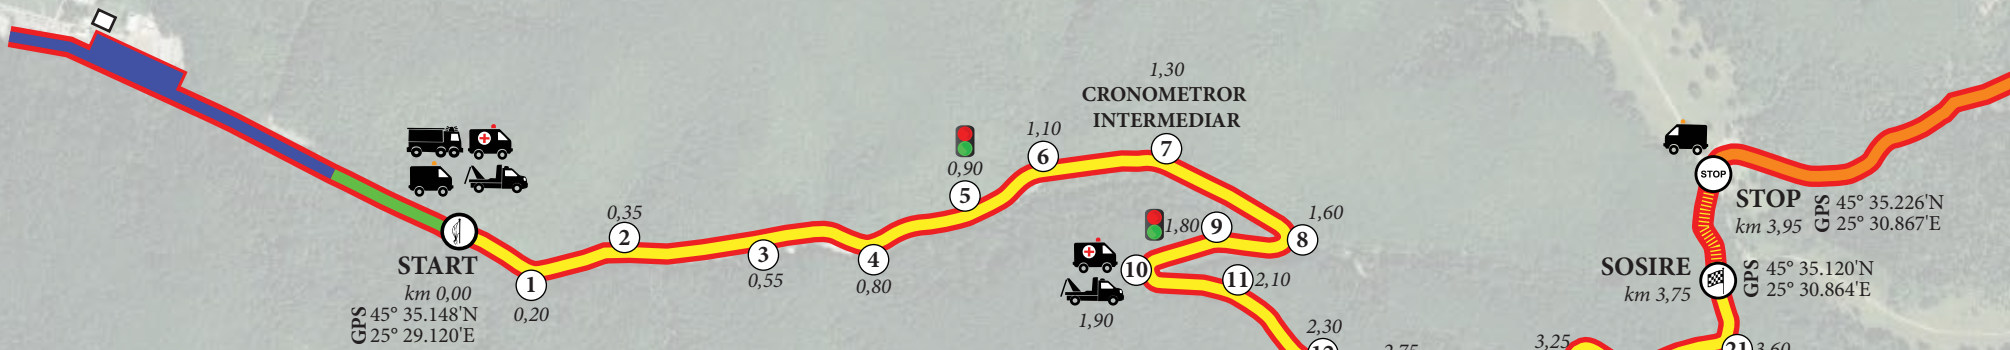 START
km 0,00
GPS
45° 35.148'N
25° 29.120'E
1
0,20
0,35
2
3
0,55
4
0,80
0,90
5
1,10
6
1,30
CRONOMETROR
INTERMEDIAR
7
1,60
8
1,80
9
10
1,90
11
2,10
2,30
12
2,75
3,25
21
3,60
SOSIRE
km 3,75
GPS
45° 35.120'N
25° 30.864'E
STOP
STOP
km 3,95
GPS
45° 35.226'N
25° 30.867'E